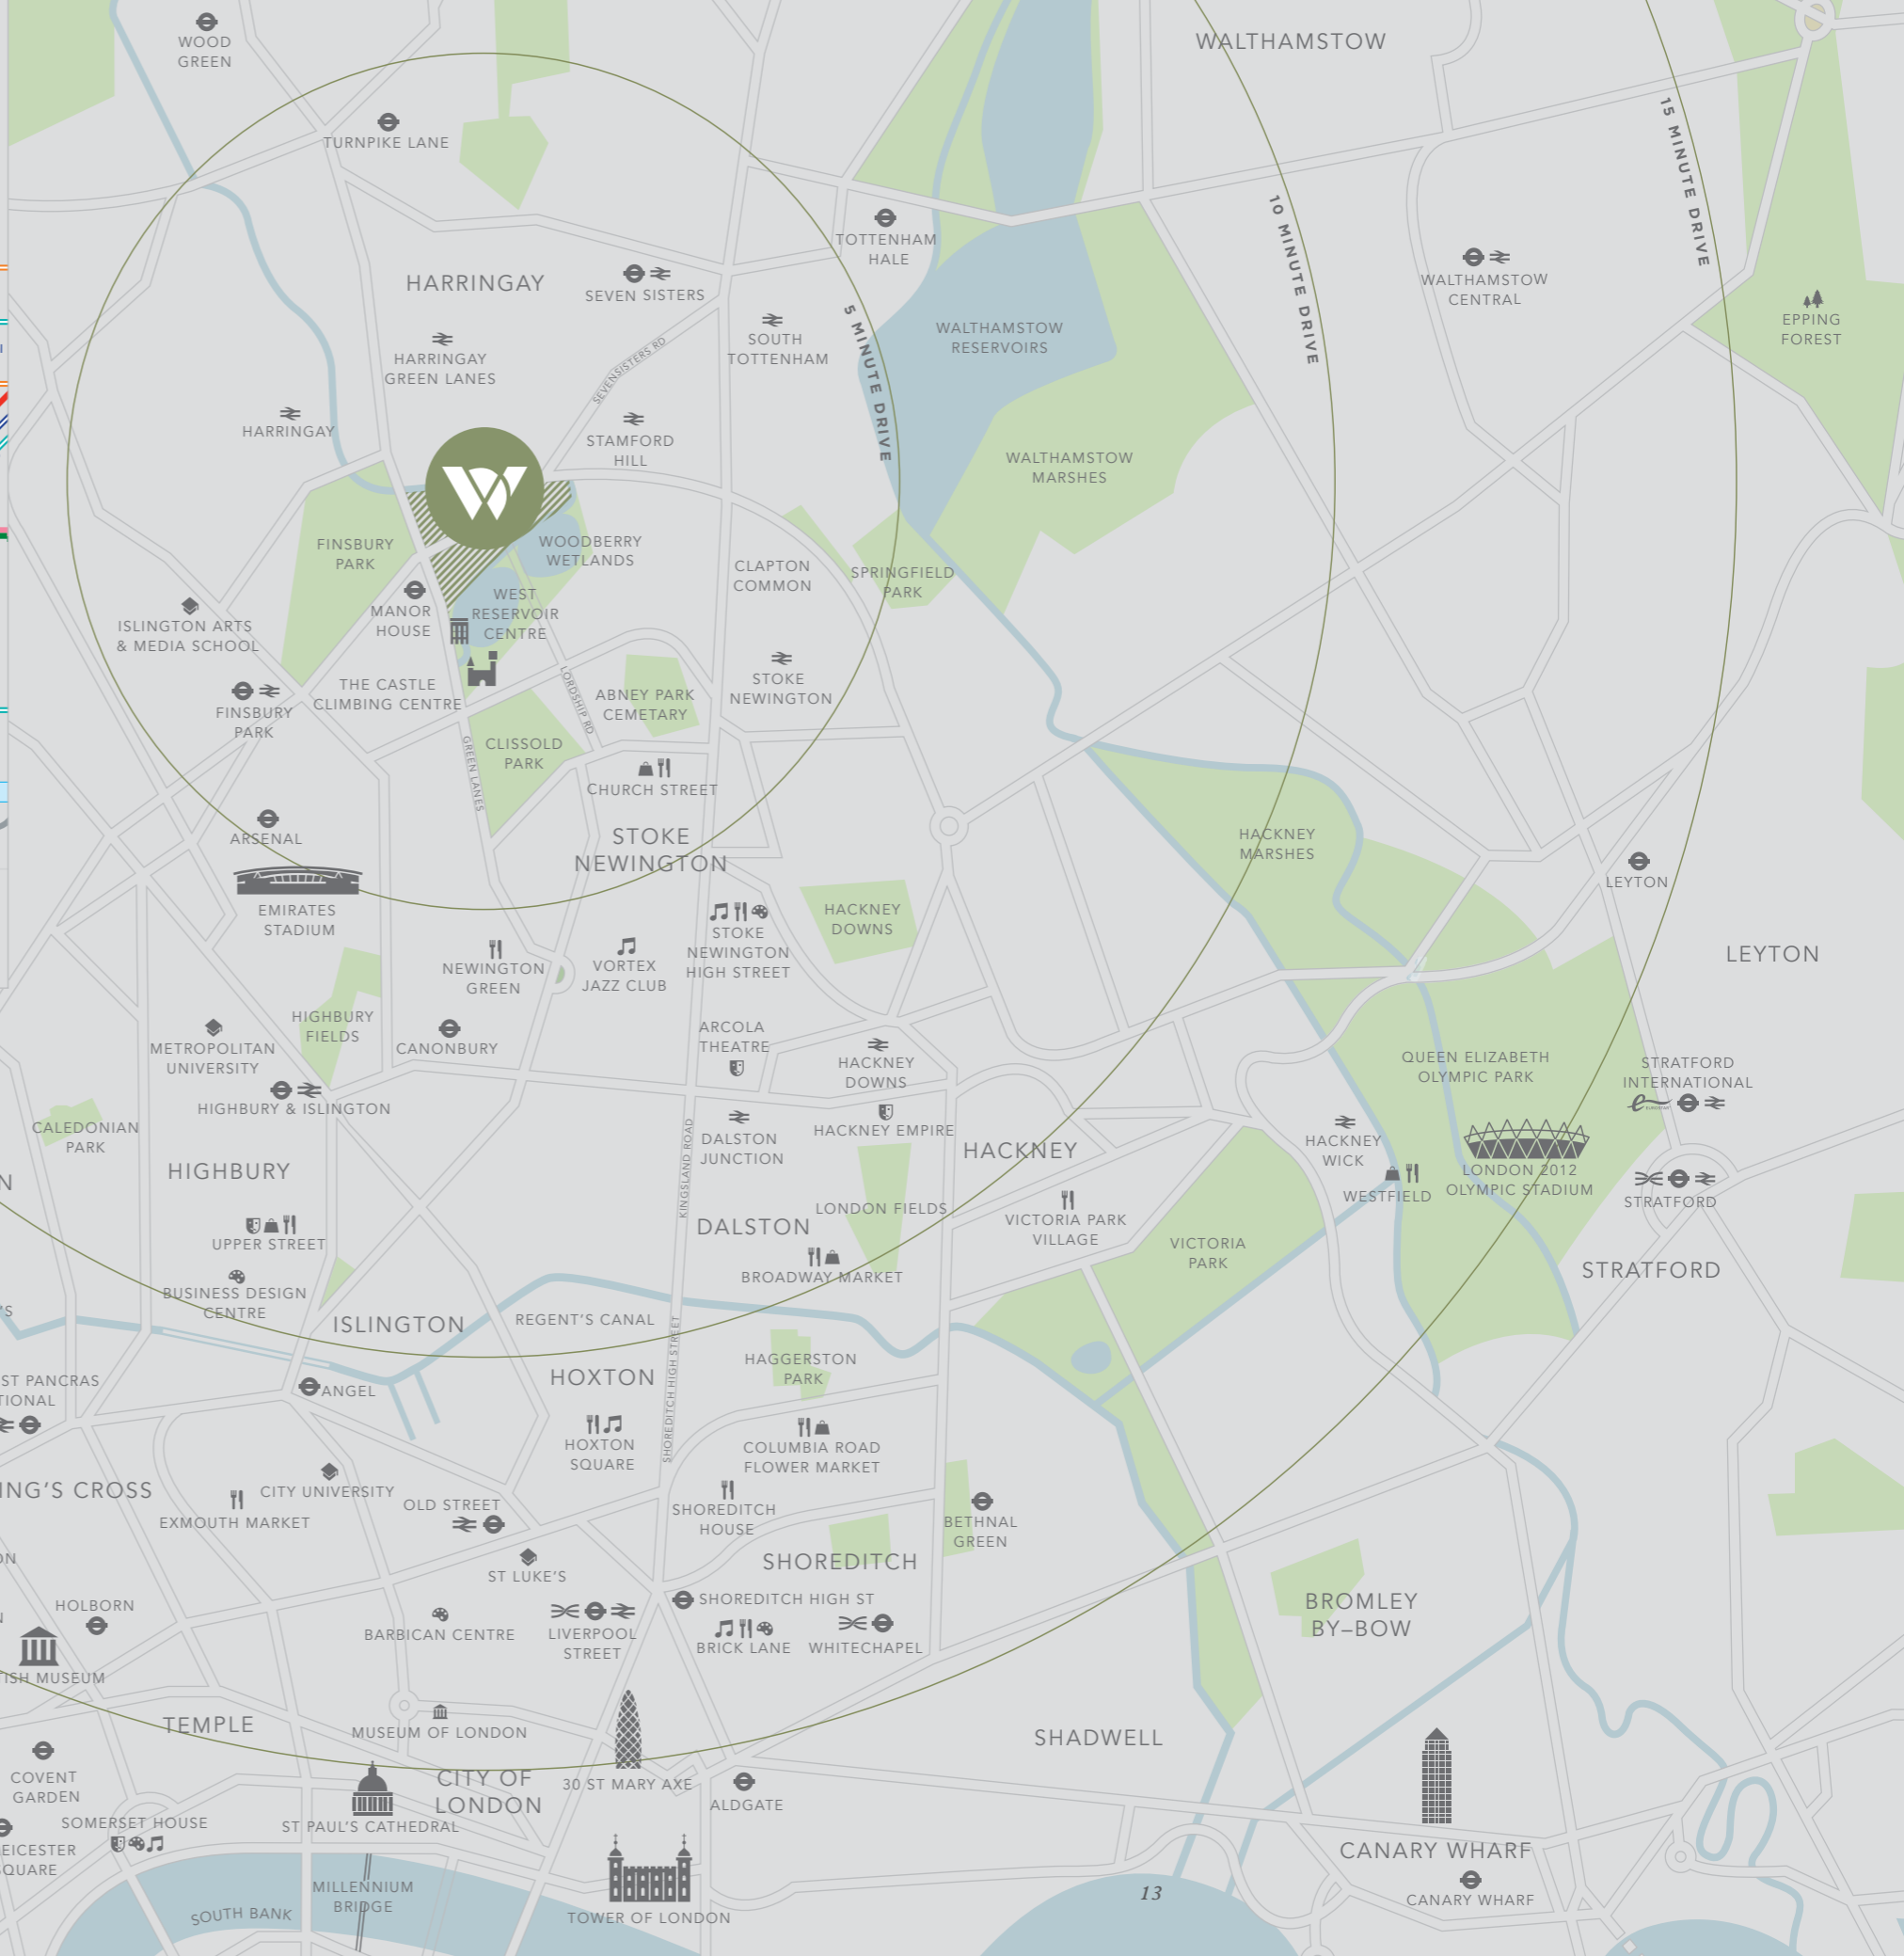 WOOD
GREEN
WALTHAMSTOW
TURNPIKE LANE
15 MINUTE DRIVE
10 MINUTE DRIVE
5 MINUTE DRIVE
TOTTENHAM
HALE
HARRINGAY
SEVEN SISTERS
WALTHAMSTOW
CENTRAL
EPPING
FOREST
HARRINGAY
GREEN LANES
SOUTH
TOTTENHAM
WALTHAMSTOW
RESERVOIRS
SEVENSISTERS RD
HARRINGAY
STAMFORD
HILL
WALTHAMSTOW
MARSHES
W
FINSBURY
PARK
WOODBERRY
WETLANDS
CLAPTON
COMMON
SPRINGFIELD
PARK
MANOR
HOUSE
WEST
RESERVOIR
CENTRE
ISLINGTON ARTS
& MEDIA SCHOOL
THE CASTLE
CLIMBING CENTRE
LORDSHIP RD
ABNEY PARK
CEMETARY
STOKE
NEWINGTON
FINSBURY
PARK
GREEN LANES
CLISSOLD
PARK
CHURCH STREET
ARSENAL
STOKE
NEWINGTON
HACKNEY
MARSHES
LEYTON
EMIRATES
STADIUM
HACKNEY
DOWNS
STOKE
NEWINGTON
HIGH STREET
NEWINGTON
GREEN
VORTEX
JAZZ CLUB
LEYTON
HIGHBURY
FIELDS
METROPOLITAN
UNIVERSITY
CANONBURY
ARCOLA
THEATRE
HACKNEY
DOWNS
QUEEN ELIZABETH
OLYMPIC PARK
STRATFORD
INTERNATIONAL
HIGHBURY & ISLINGTON
CALEDONIAN
PARK
KINGSLAND ROAD
DALSTON
JUNCTION
HACKNEY EMPIRE
HACKNEY
HACKNEY
WICK
LONDON 2012
OLYMPIC STADIUM
WESTFIELD
STRATFORD
HIGHBURY
N
UPPER STREET
DALSTON
LONDON FIELDS
VICTORIA PARK
VILLAGE
VICTORIA
PARK
STRATFORD
BROADWAY MARKET
BUSINESS DESIGN
CENTRE
'S
ISLINGTON
REGENT'S CANAL
SHOREDITCH HIGH STREET
HAGGERSTON
PARK
HOXTON
ST PANCRAS
TIONAL
ANGEL
HOXTON
SQUARE
COLUMBIA ROAD
FLOWER MARKET
ING'S CROSS
CITY UNIVERSITY
EXMOUTH MARKET
OLD STREET
SHOREDITCH
HOUSE
BETHNAL
GREEN
ON
ST LUKE'S
SHOREDITCH
HOLBORN
N
SHOREDITCH HIGH ST
BROMLEY
BY–BOW
BARBICAN CENTRE
LIVERPOOL
STREET
BRICK LANE
WHITECHAPEL
TISH MUSEUM
TEMPLE
MUSEUM OF LONDON
SHADWELL
COVENT
GARDEN
CITY OF
LONDON
30 ST MARY AXE
ALDGATE
SOMERSET HOUSE
ST PAUL'S CATHEDRAL
EICESTER
QUARE
CANARY WHARF
CANARY WHARF
MILLENNIUM
BRIDGE
SOUTH BANK
TOWER OF LONDON
13